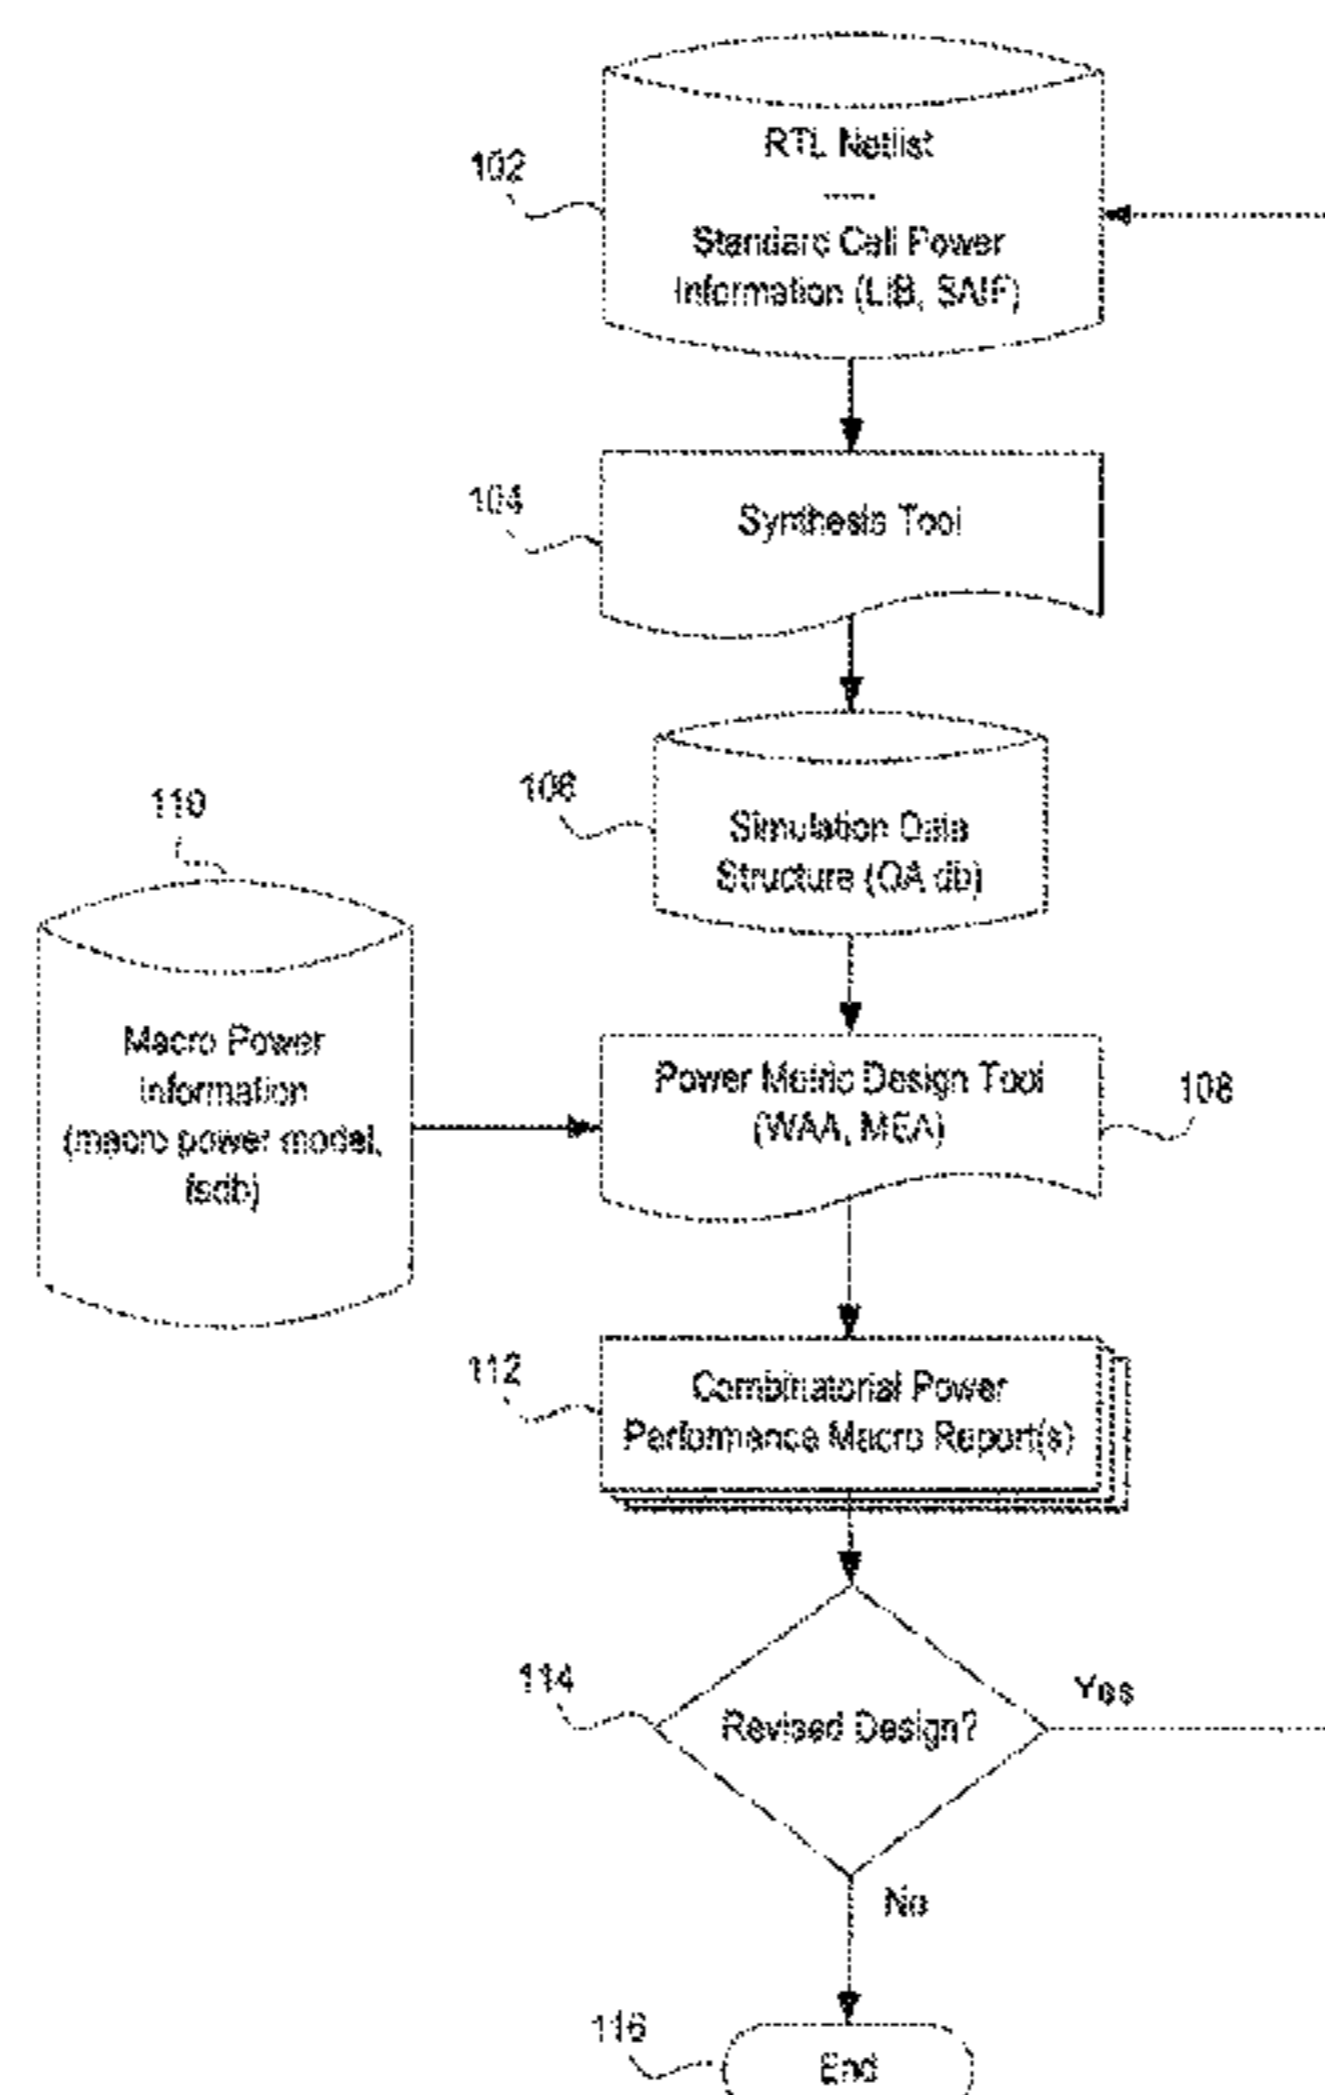 102
RTL Netlist
-----
Standard Cell Power
Information (LIB, SAIF)
104
Synthesis Tool
106
Simulation Data
Structure (OA db)
110
Macro Power
Information
(macro power model,
fsdb)
Power Metric Design Tool
(WAA, MEA)
108
112
Combinatorial Power
Performance Macro Report(s)
114
Revised Design?
Yes
No
116
End